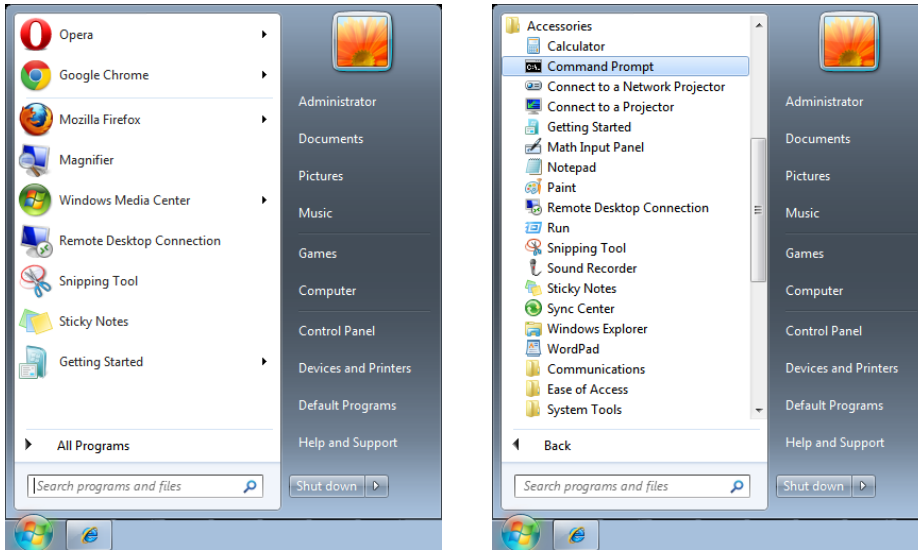 Opera
Google Chrome
Mozilla Firefox
Magnifier
Windows Media Center
Remote Desktop Connection
Snipping Tool
Sticky Notes
Getting Started
All Programs
Search programs and files
Administrator
Documents
Pictures
Music
Games
Computer
Control Panel
Devices and Printers
Default Programs
Help and Support
Shut down
Accessories
Calculator
Command Prompt
Connect to a Network Projector
Connect to a Projector
Getting Started
Math Input Panel
Notepad
Paint
Remote Desktop Connection
Run
Snipping Tool
Sound Recorder
Sticky Notes
Sync Center
Windows Explorer
WordPad
Communications
Ease of Access
System Tools
Back
Search programs and files
Administrator
Documents
Pictures
Music
Games
Computer
Control Panel
Devices and Printers
Default Programs
Help and Support
Shut down